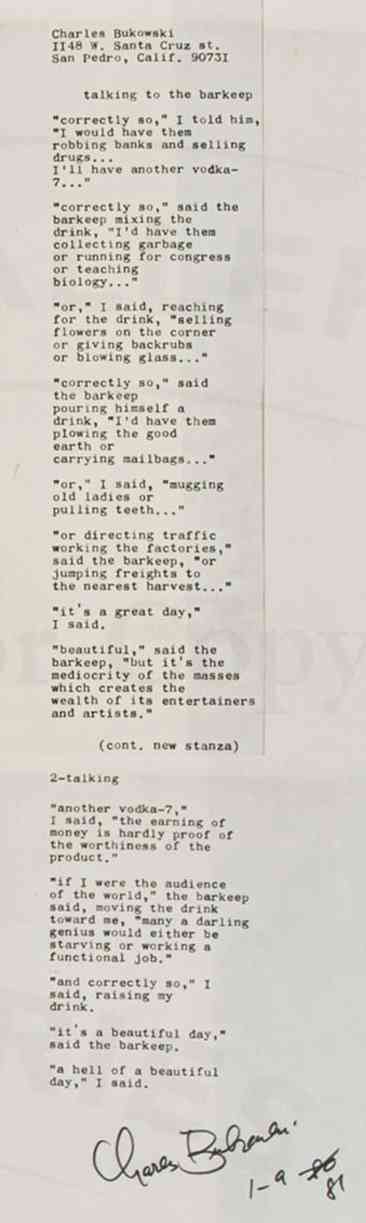 Charles Bukowski
1148 W. Santa Cruz st.
San Pedro, Calif. 90731
talking to the barkeep
"correctly so," I told him,
"I would have them
robbing banks and selling
drugs...
I'll have another vodka-
7..."
"correctly so," said the
barkeep mixing the
drink, "I'd have them
collecting garbage
or running for congress
or teaching
biology..."
"or," I said, reaching
for the drink, "selling
flowers on the corner
or giving backrubs
or blowing glass..."
"correctly so," said
the barkeep
pouring himself a
drink, "I'd have them
plowing the good
earth or
carrying mailbags..."
"or," I said, "mugging
old ladies or
pulling teeth..."
"or directing traffic
working the factories,"
said the barkeep, "or
jumping freights to
the nearest harvest..."
"it's a great day,"
I said.
"beautiful," said the
barkeep, "but it's the
mediocrity of the masses
which creates the
wealth of its entertainers
and artists."
(cont. new stanza)
2-talking
"another vodka-7,"
I said, "the earning of
money is hardly proof of
the worthiness of the
product."
"if I were the audience
of the world," the barkeep
said, moving the drink
toward me, "many a darling
genius would either be
starving or working a
functional job."
"and correctly so," I
said, raising my
drink.
"it's a beautiful day,"
said the barkeep.
"a hell of a beautiful
day," I said.
Charles Bukowski
1-9
81